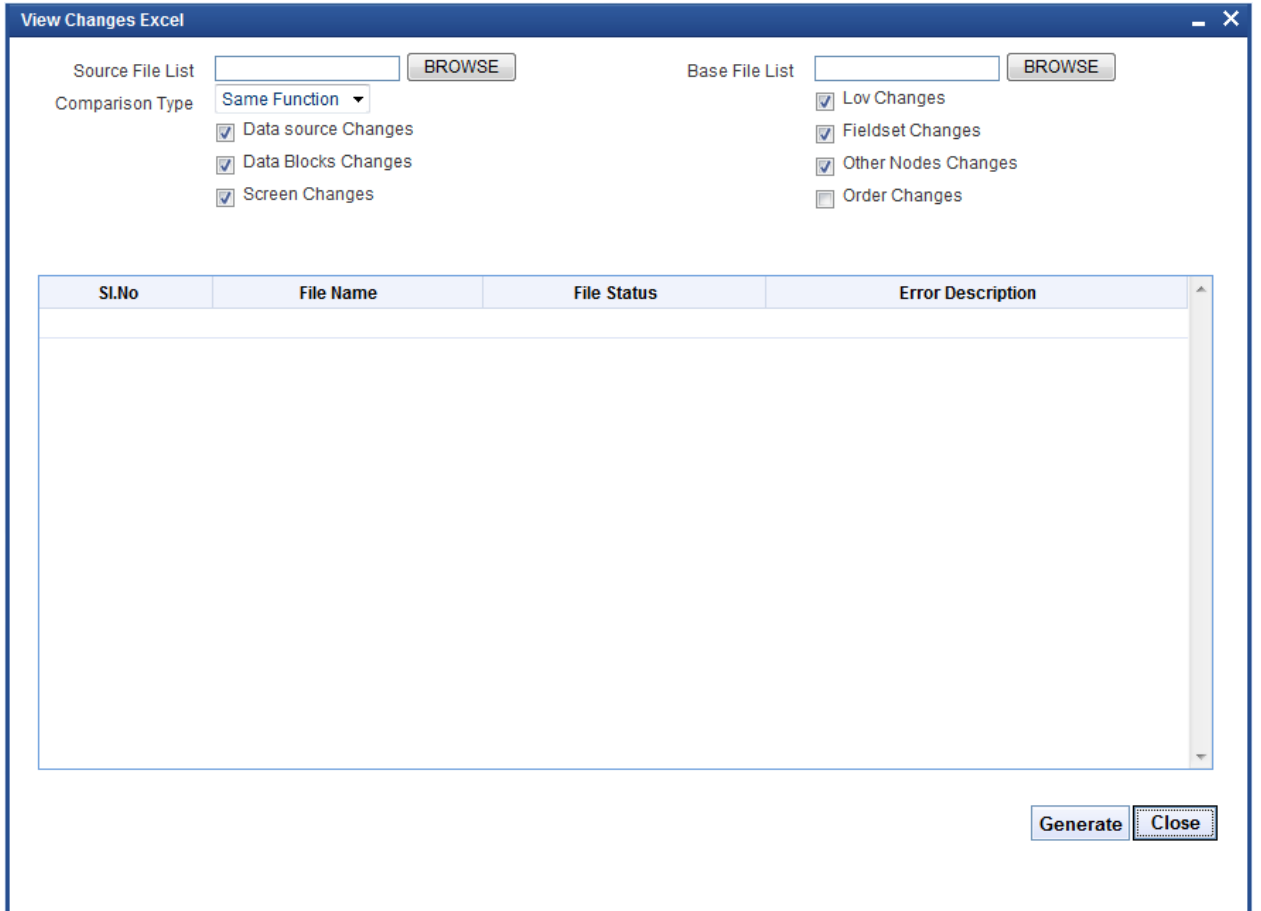 View Changes Excel
Source File List BROWSE Base File List BROWSE
Comparison Type Same Function Lov Changes
Data source Changes Fieldset Changes
Data Blocks Changes Other Nodes Changes
Screen Changes Order Changes
Sl.No File Name File Status Error Description
Generate Close